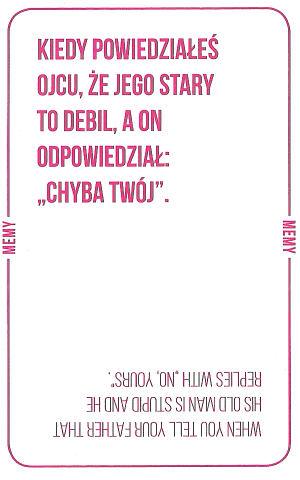 KIEDY POWIEDZIAŁEŚ
OJCU, ŻE JEGO STARY
TO DEBIL, A ON
ODPOWIEDZIAŁ:
„CHYBA TWÓJ”.
MEMY
MEMY
WHEN YOU TELL YOUR FATHER THAT
HIS OLD MAN IS STUPID AND HE
REPLIES WITH „NO, YOURS”.